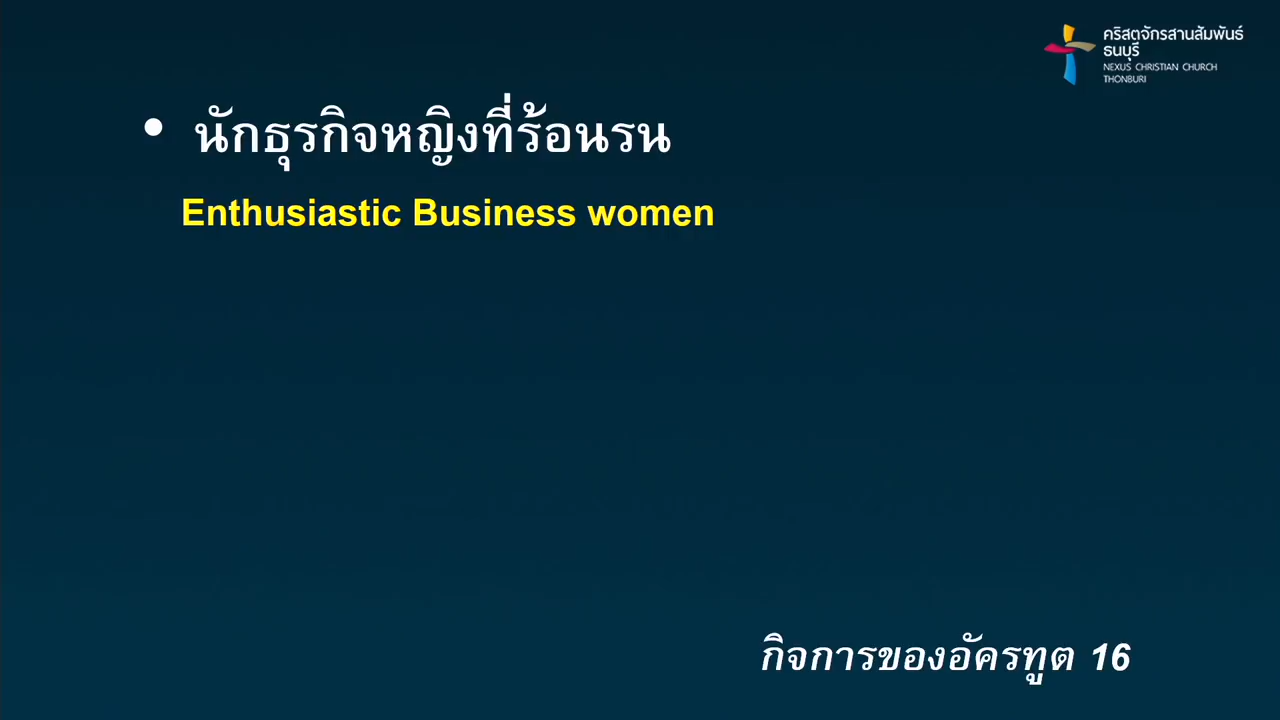 คริสตจักรสานสัมพันธ์
ธนบุรี
NEXUS CHRISTIAN CHURCH
THONBURI
• นักธุรกิจหญิงที่ร้อนรน
Enthusiastic Business women
กิจการของอัครทูต 16